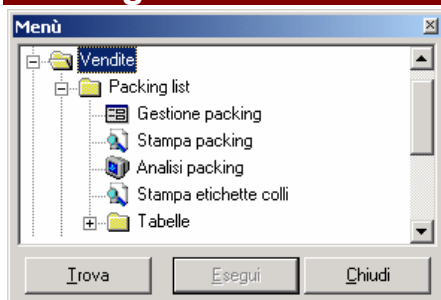 Menù
Vendite
Packing list
Gestione packing
Stampa packing
Analisi packing
Stampa etichette colli
Tabelle
Trova Esegui Chiudi